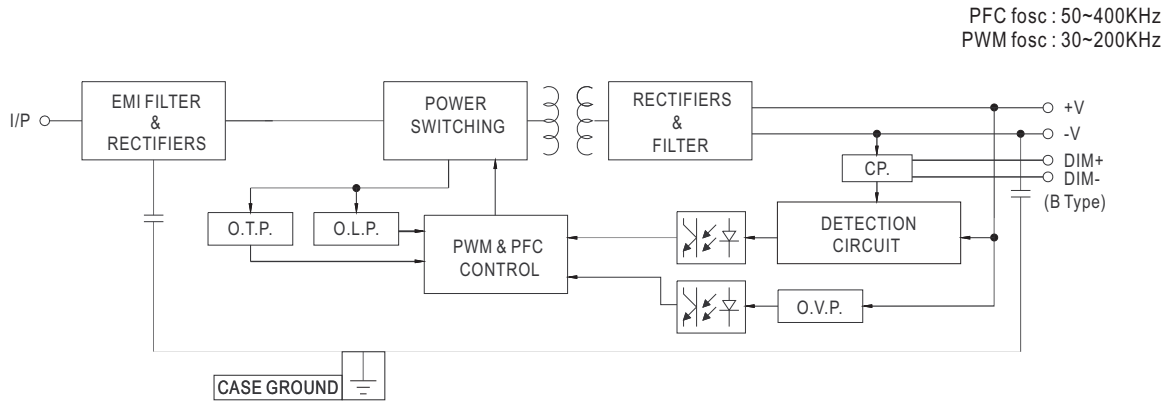 PFC fosc : 50~400KHz
PWM fosc : 30~200KHz
I/P
EMI FILTER
&
RECTIFIERS
POWER
SWITCHING
RECTIFIERS
&
FILTER
+V
-V
DIM+
DIM-
(B Type)
CP.
O.T.P.
O.L.P.
PWM & PFC
CONTROL
DETECTION
CIRCUIT
O.V.P.
CASE GROUND